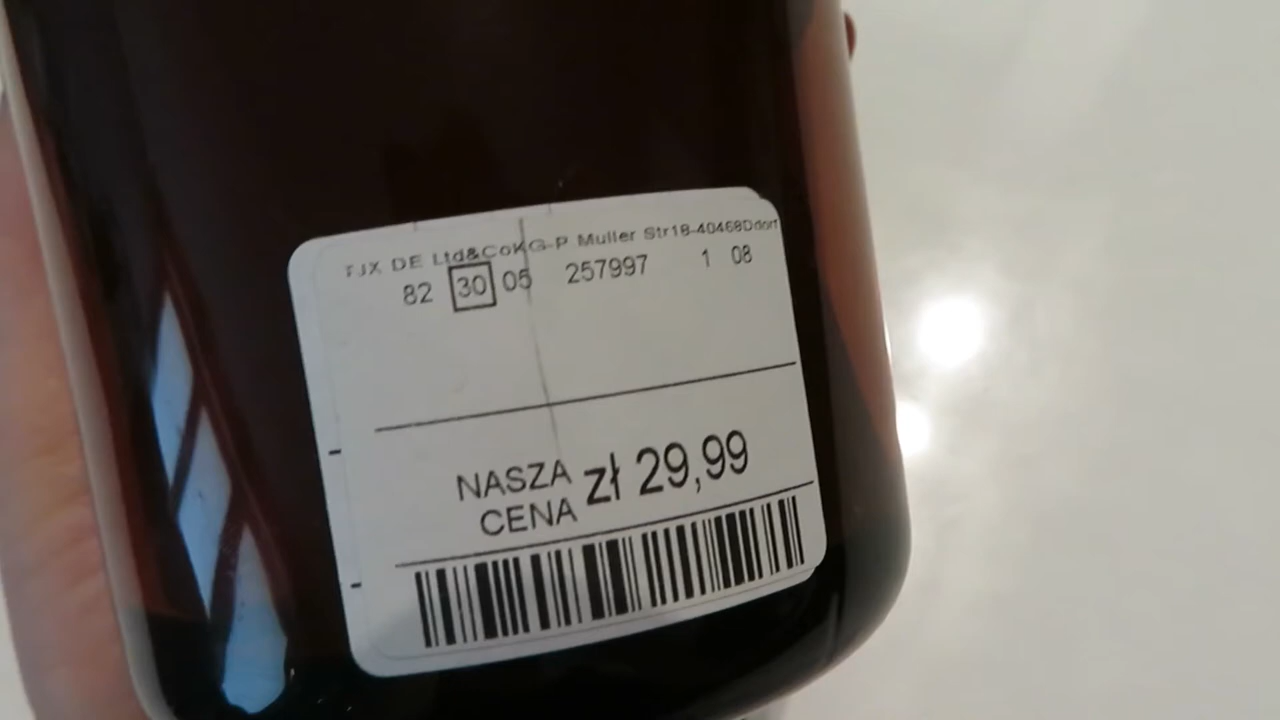 TJX DE Ltd&CoKG-P Muller Str18-40468Ddorf
82 30 05 257997 1 08
NASZA
CENA zł 29,99